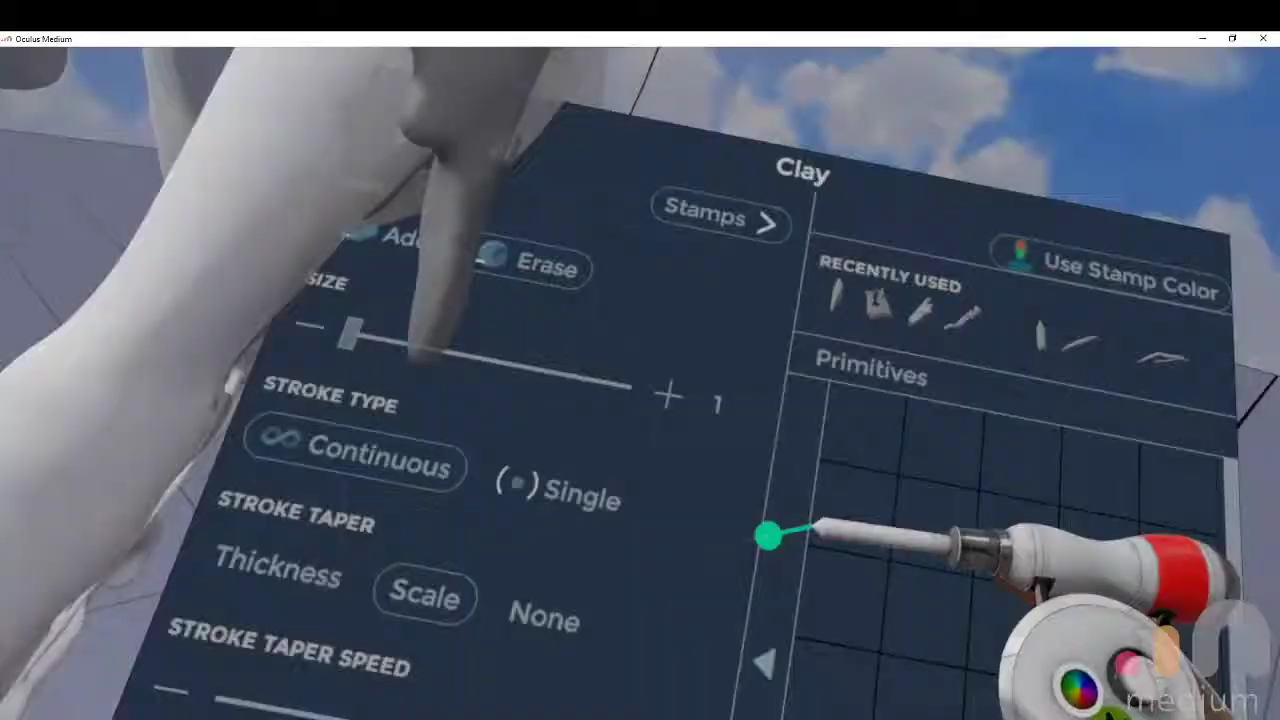 Oculus Medium
Clay
Stamps >
Add
Erase
Use Stamp Color
RECENTLY USED
SIZE
1
Primitives
STROKE TYPE
Continuous
Single
STROKE TAPER
Thickness
Scale
None
STROKE TAPER SPEED
medium